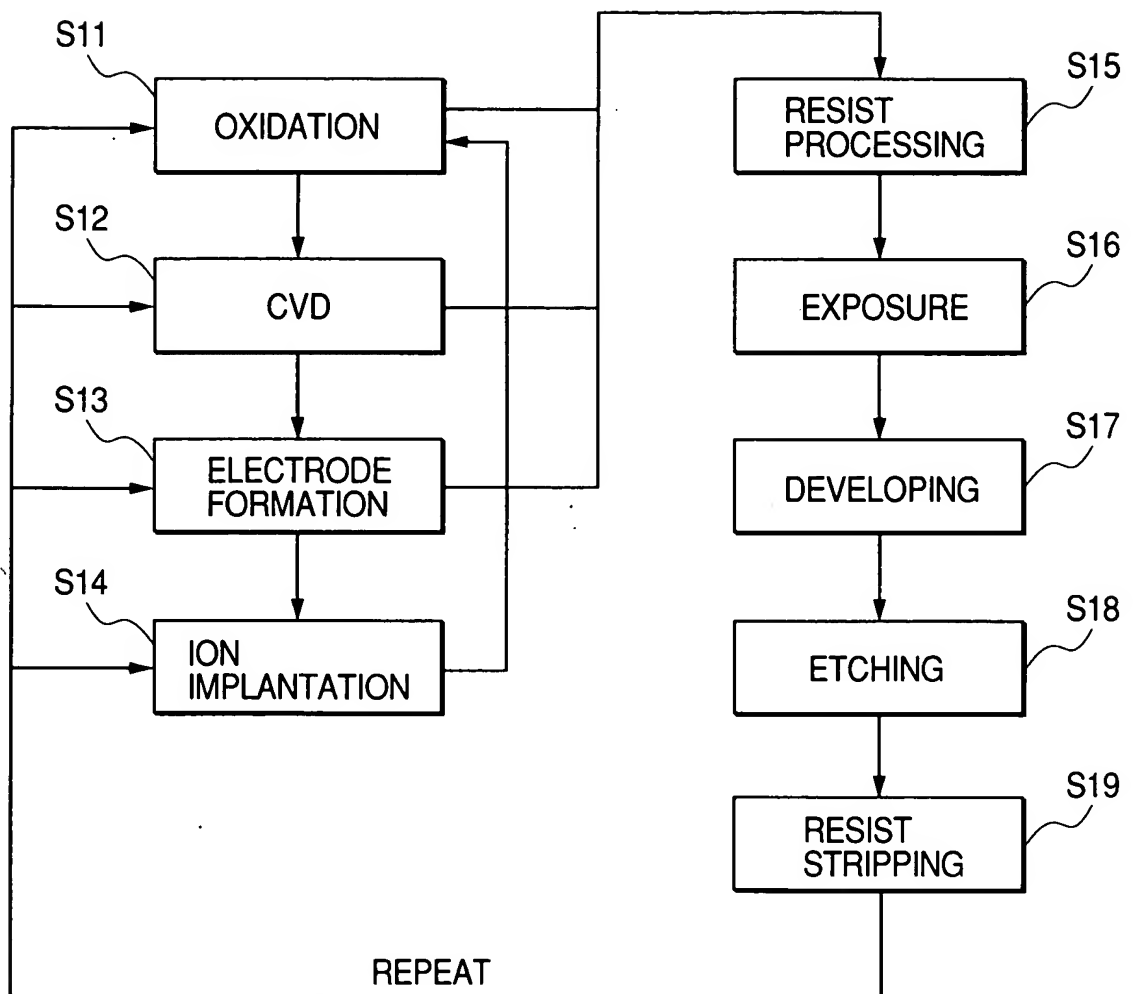 S11
OXIDATION
S12
CVD
S13
ELECTRODE
FORMATION
S14
ION
IMPLANTATION
S15
RESIST
PROCESSING
S16
EXPOSURE
S17
DEVELOPING
S18
ETCHING
S19
RESIST
STRIPPING
REPEAT